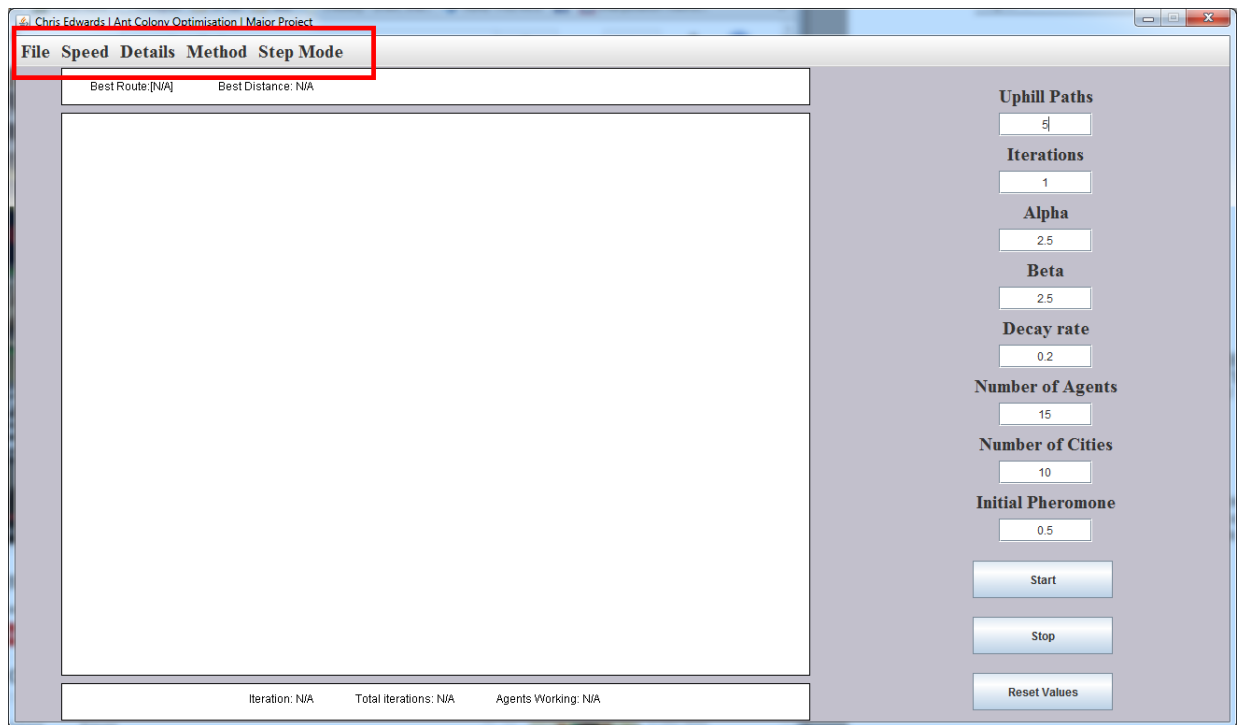 Chris Edwards | Ant Colony Optimisation | Major Project
File Speed Details Method Step Mode
Best Route:[N/A] Best Distance: N/A
Uphill Paths
5
Iterations
1
Alpha
2.5
Beta
2.5
Decay rate
0.2
Number of Agents
15
Number of Cities
10
Initial Pheromone
0.5
Start
Stop
Reset Values
Iteration: N/A Total iterations: N/A Agents Working: N/A